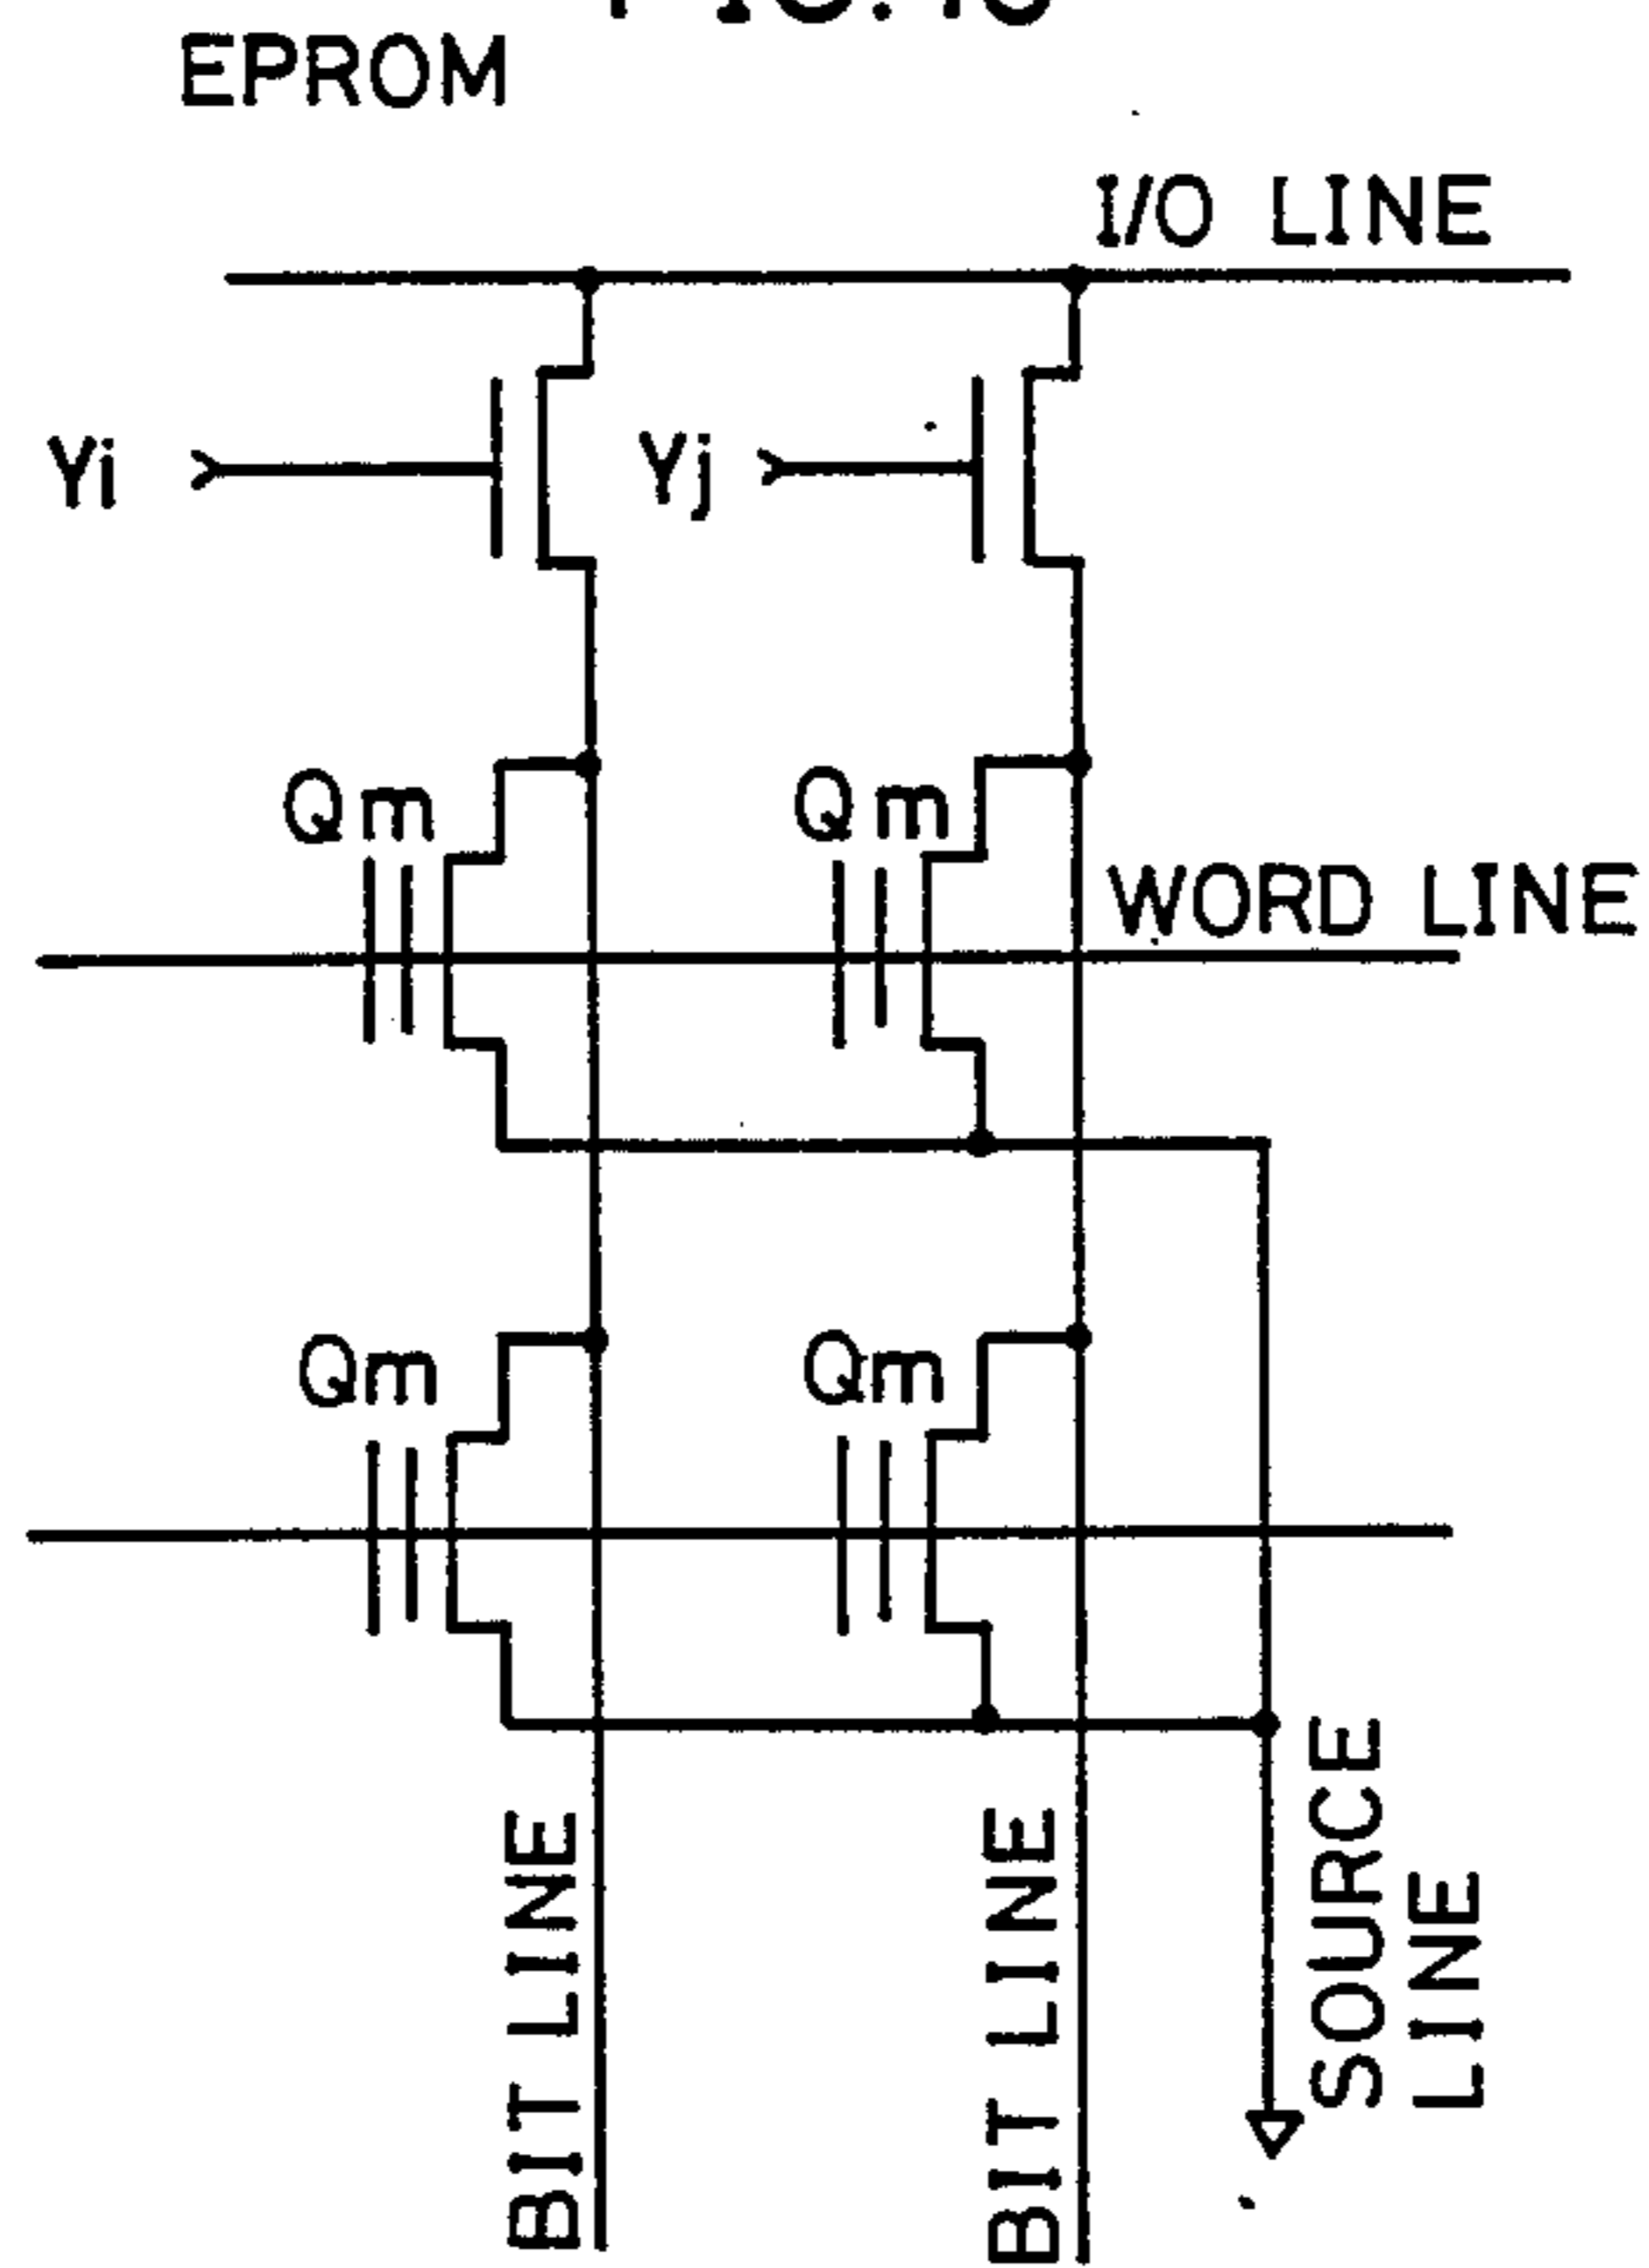 EPROM
I/O LINE
Yi
Yj
Qm
Qm
WORD LINE
Qm
Qm
BIT LINE
BIT LINE
SOURCE
LINE